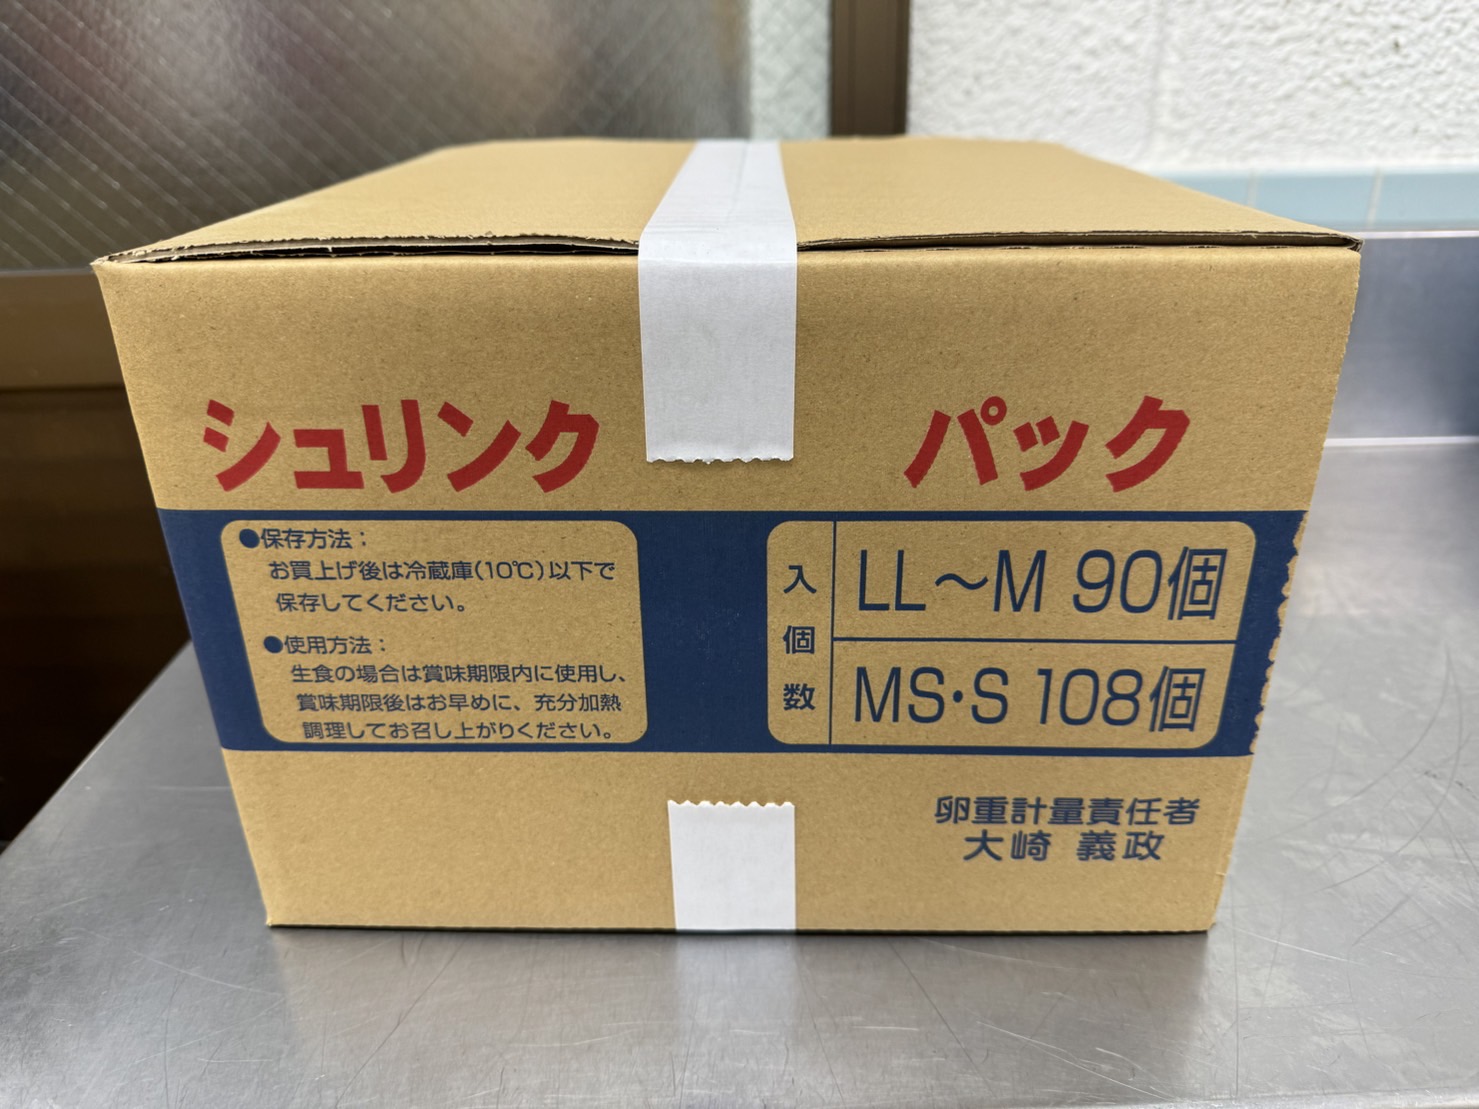 シュリンク パック
●保存方法：
お買上げ後は冷蔵庫(10℃)以下で
保存してください。
●使用方法：
生食の場合は賞味期限内に使用し、
賞味期限後はお早めに、充分加熱
調理してお召し上がりください。
入個数
LL～M 90個
MS・S 108個
卵重計量責任者
大崎 義政